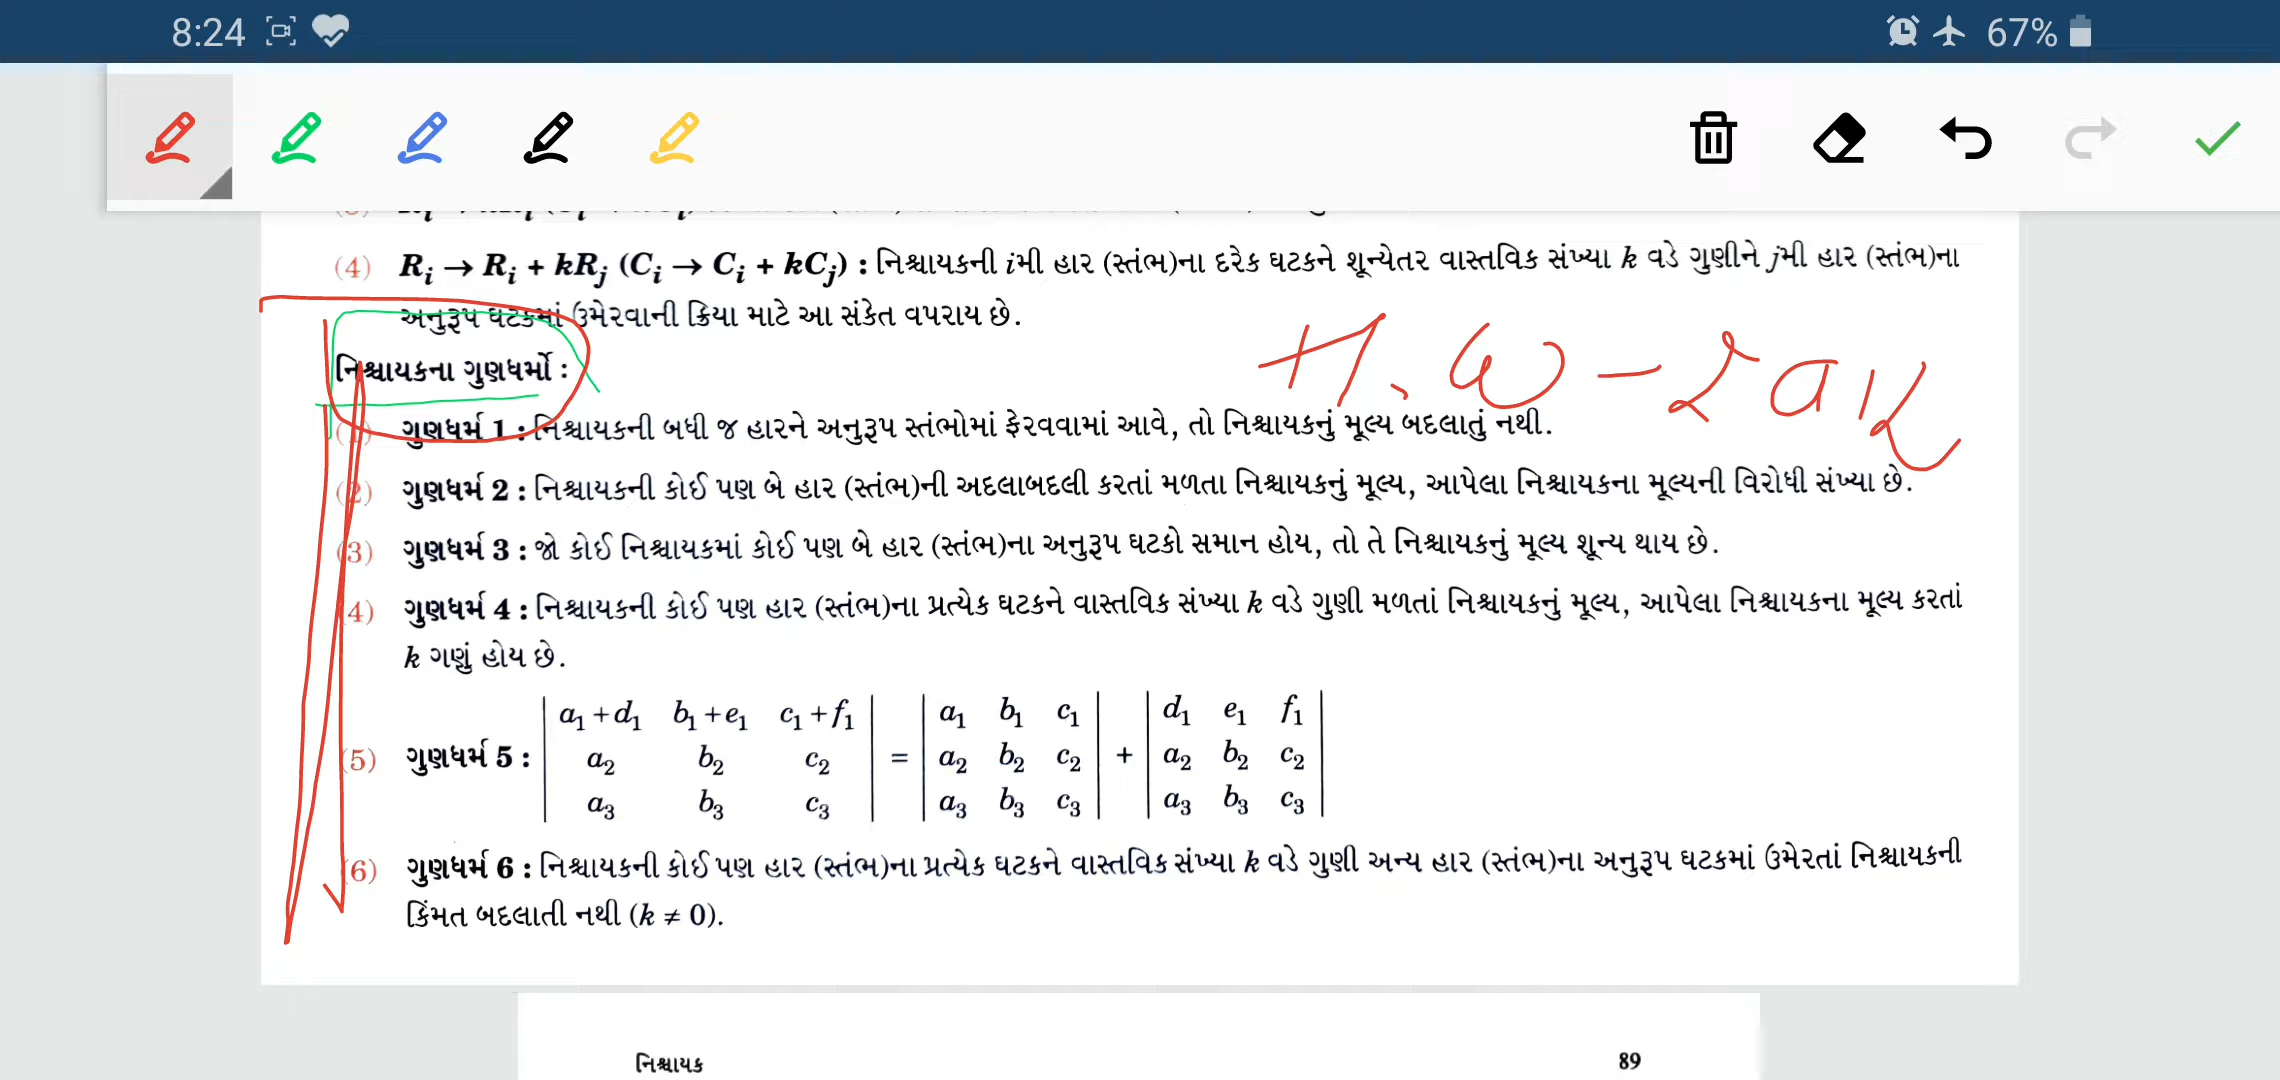 8:24 67%
(4) Ri → Ri + kRj (Ci → Ci + kCj) : નિશ્ચાયકની iમી હાર (સ્તંભ)ના દરેક ઘટકને શૂન્યેતર વાસ્તવિક સંખ્યા k વડે ગુણીને jમી હાર (સ્તંભ)ના
અનુરૂપ ઘટકમાં ઉમેરવાની ક્રિયા માટે આ સંકેત વપરાય છે.
H.W -
નિશ્ચાયકના ગુણધર્મો :
(1) ગુણધર્મ 1 : નિશ્ચાયકની બધી જ હારને અનુરૂપ સ્તંભોમાં ફેરવવામાં આવે, તો નિશ્ચાયકનું મૂલ્ય બદલાતું નથી.
(2) ગુણધર્મ 2 : નિશ્ચાયકની કોઈ પણ બે હાર (સ્તંભ)ની અદલાબદલી કરતાં મળતા નિશ્ચાયકનું મૂલ્ય, આપેલા નિશ્ચાયકના મૂલ્યની વિરોધી સંખ્યા છે.
(3) ગુણધર્મ 3 : જો કોઈ નિશ્ચાયકમાં કોઈ પણ બે હાર (સ્તંભ)ના અનુરૂપ ઘટકો સમાન હોય, તો તે નિશ્ચાયકનું મૂલ્ય શૂન્ય થાય છે.
(4) ગુણધર્મ 4 : નિશ્ચાયકની કોઈ પણ હાર (સ્તંભ)ના પ્રત્યેક ઘટકને વાસ્તવિક સંખ્યા k વડે ગુણી મળતાં નિશ્ચાયકનું મૂલ્ય, આપેલા નિશ્ચાયકના મૂલ્ય કરતાં
k ગણું હોય છે.
a1 + d1 b1 + e1 c1 + f1 a1 b1 c1 d1 e1 f1
(5) ગુણધર્મ 5 : a2 b2 c2 = a2 b2 c2 + a2 b2 c2
a3 b3 c3 a3 b3 c3 a3 b3 c3
(6) ગુણધર્મ 6 : નિશ્ચાયકની કોઈ પણ હાર (સ્તંભ)ના પ્રત્યેક ઘટકને વાસ્તવિક સંખ્યા k વડે ગુણી અન્ય હાર (સ્તંભ)ના અનુરૂપ ઘટકમાં ઉમેરતાં નિશ્ચાયકની
કિંમત બદલાતી નથી (k ≠ 0).
નિશ્ચાયક 89